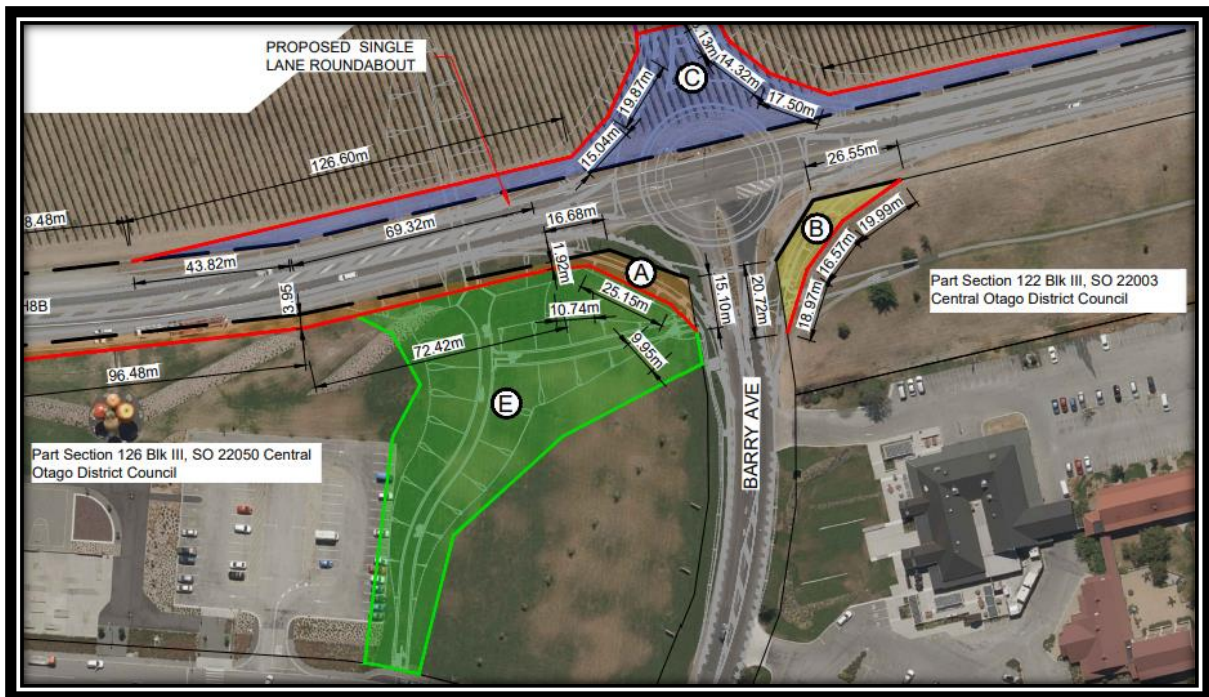 PROPOSED SINGLE
LANE ROUNDABOUT
C
.13m
14.32m
17.50m
19.87m
15.04m
126.60m
26.55m
8.48m
69.32m
16.68m
43.82m
B
19.99m
16.57m
18.97m
1.92m
A
25.15m
10.74m
15.10m
20.72m
Part Section 122 Blk III, SO 22003
Central Otago District Council
H8B
3.95
72.42m
9.95m
96.48m
E
BARRY AVE
Part Section 126 Blk III, SO 22050 Central
Otago District Council